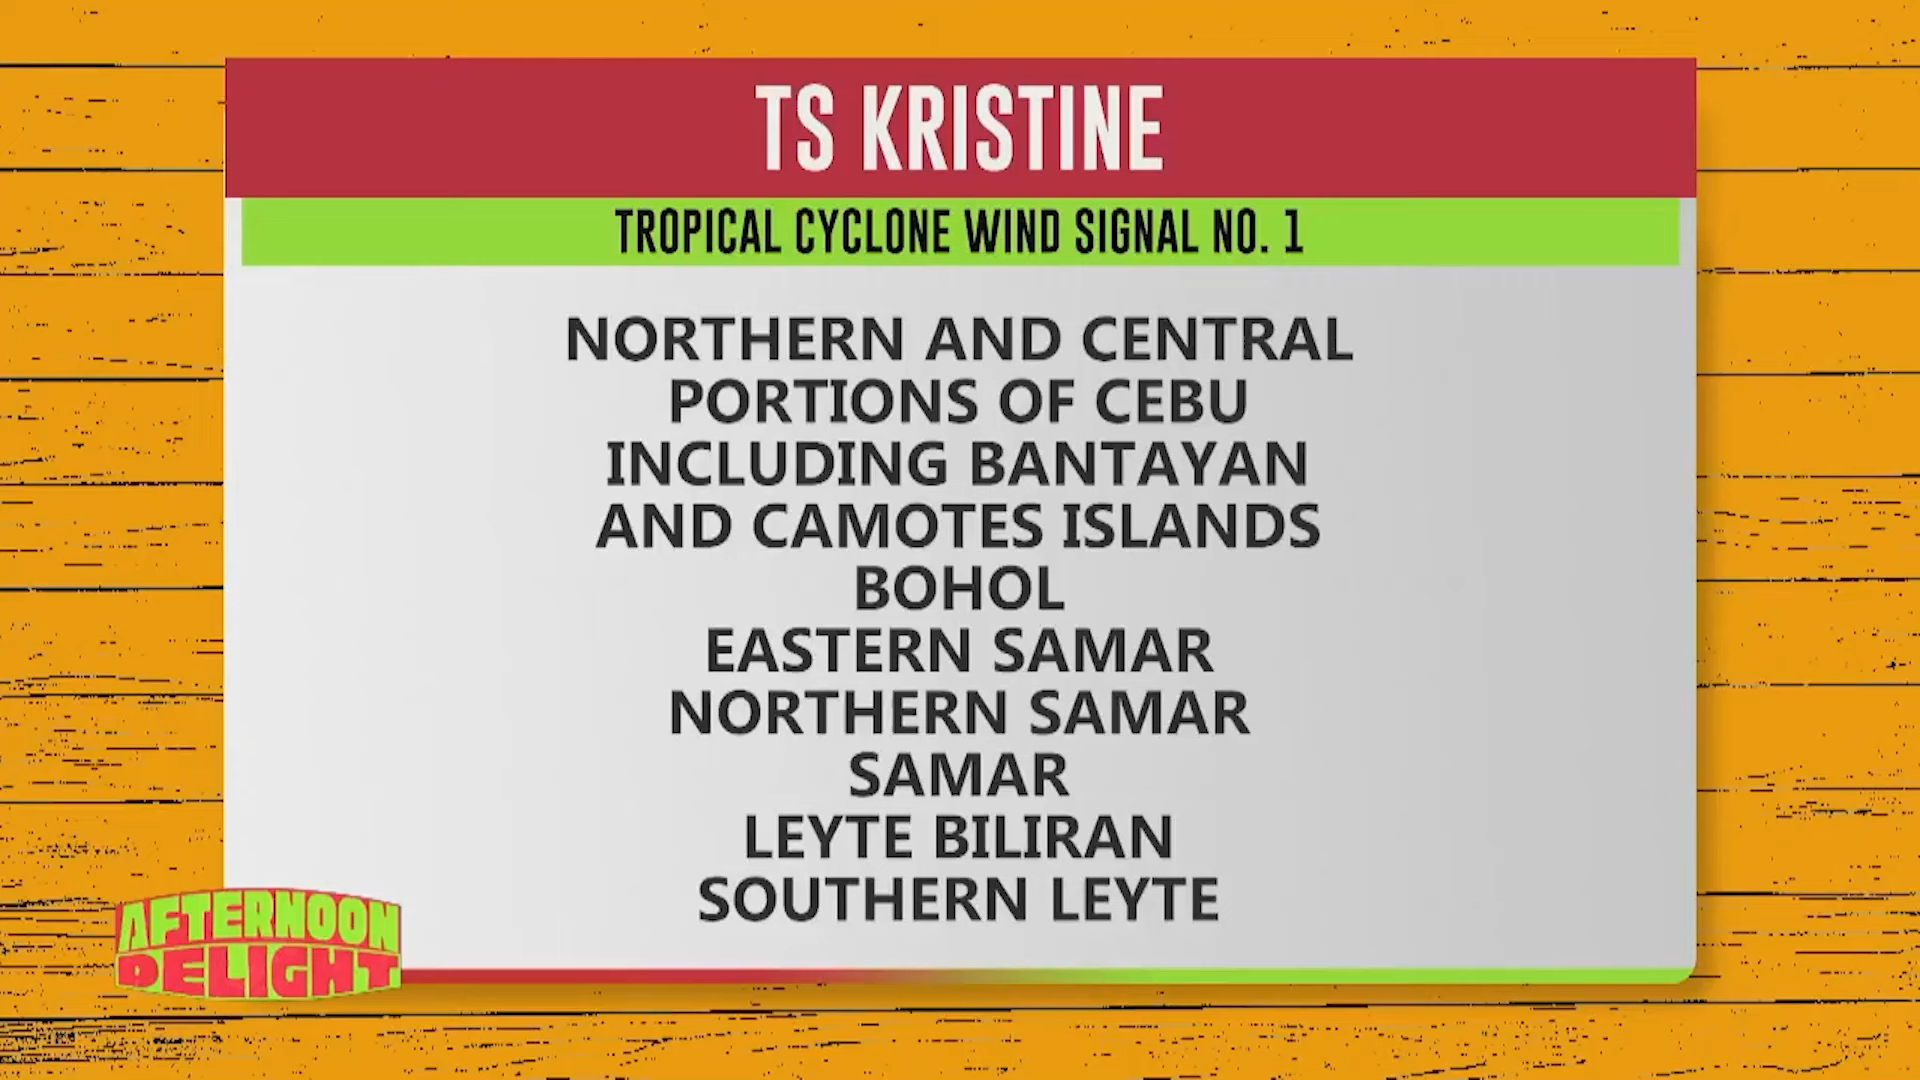 TS KRISTINE
TROPICAL CYCLONE WIND SIGNAL NO. 1
NORTHERN AND CENTRAL
PORTIONS OF CEBU
INCLUDING BANTAYAN
AND CAMOTES ISLANDS
BOHOL
EASTERN SAMAR
NORTHERN SAMAR
SAMAR
LEYTE BILIRAN
SOUTHERN LEYTE
AFTERNOON
DELIGHT